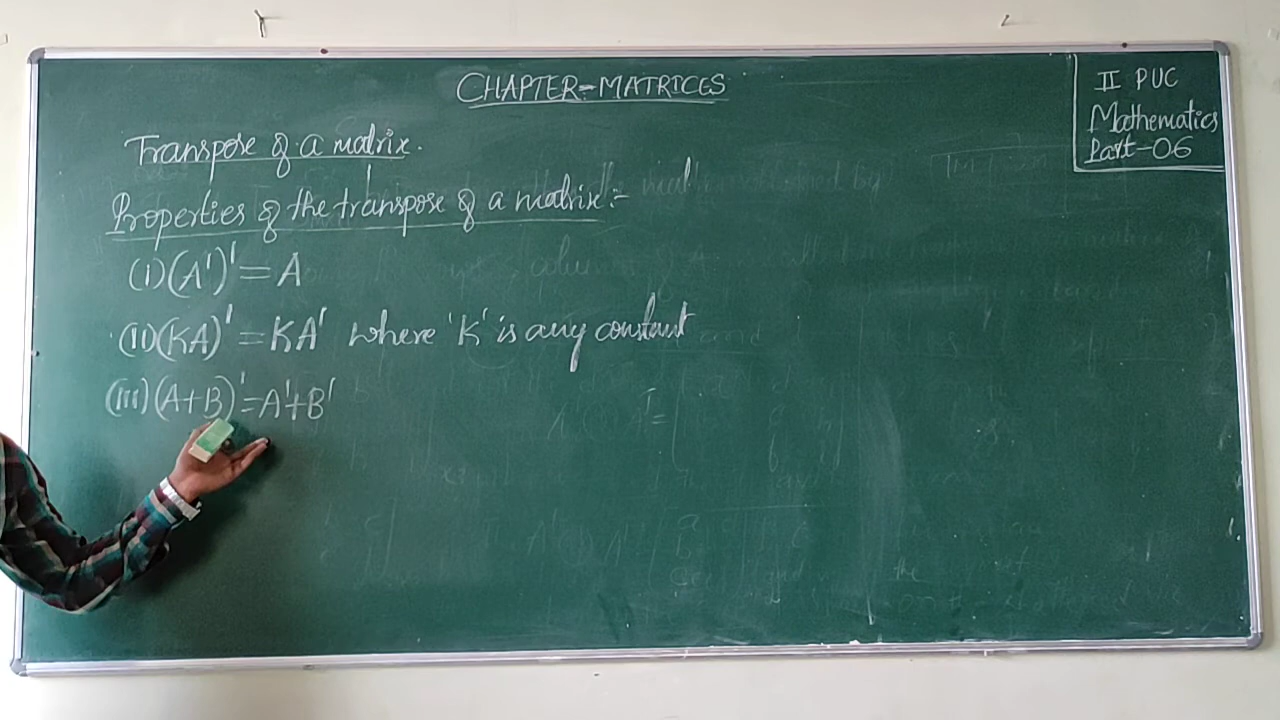 CHAPTER-MATRICES
II PUC
Mathematics
Part-06
Transpose of a matrix.
Properties of the transpose of a matrix:-
(i) (A')' = A
(ii) (KA)' = KA' where 'K' is any constant
(iii) (A+B)' = A'+B'